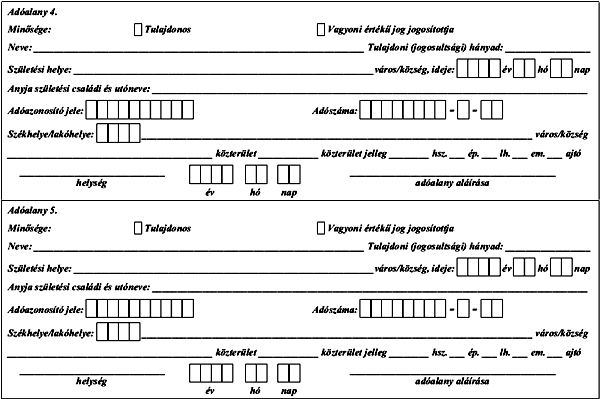 Adóalany 4.
Minősége: Tulajdonos Vagyoni értékű jog jogosítottja
Neve: Tulajdoni (jogosultsági) hányad:
Születési helye: város/község, ideje: év hó nap
Anyja születési családi és utóneve:
Adóazonosító jele: Adószáma: - -
Székhelye/lakóhelye: város/község
közterület közterület jelleg hsz. ép. lh. em. ajtó
helység év hó nap adóalany aláírása
Adóalany 5.
Minősége: Tulajdonos Vagyoni értékű jog jogosítottja
Neve: Tulajdoni (jogosultsági) hányad:
Születési helye: város/község, ideje: év hó nap
Anyja születési családi és utóneve:
Adóazonosító jele: Adószáma: - -
Székhelye/lakóhelye: város/község
közterület közterület jelleg hsz. ép. lh. em. ajtó
helység év hó nap adóalany aláírása